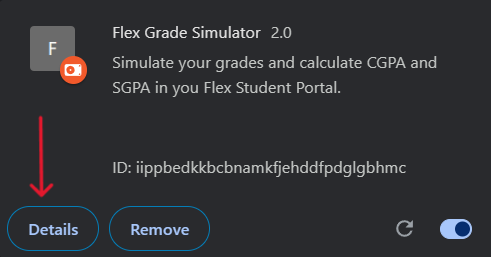 F
Flex Grade Simulator 2.0
Simulate your grades and calculate CGPA and
SGPA in you Flex Student Portal.
ID: iippbedkkbcbnamkfjehddfpdglgbhmc
Details
Remove